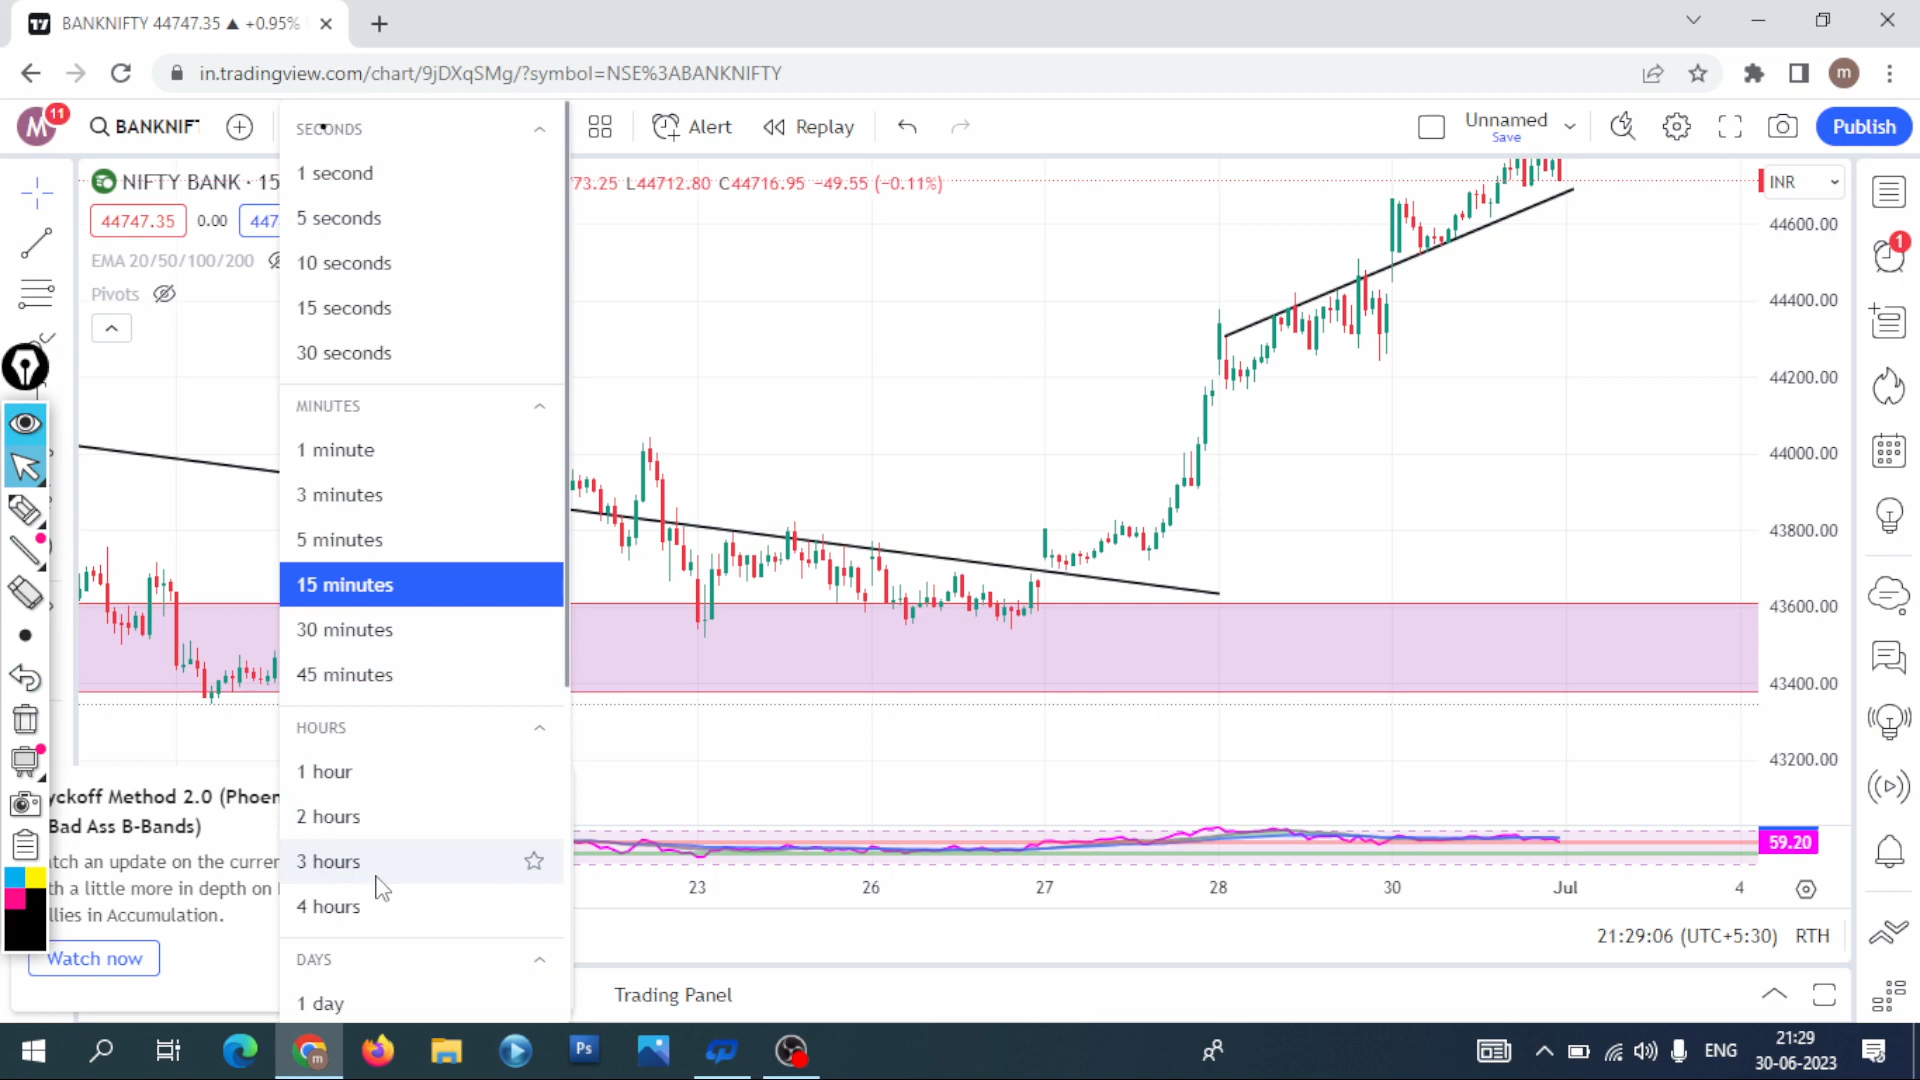 BANKNIFTY 44747.35 ▲ +0.95%
in.tradingview.com/chart/9jDXqSMg/?symbol=NSE%3ABANKNIFTY
m
M
11
BANKNIFT
Alert
Replay
Unnamed
Save
Publish
NIFTY BANK · 15
73.25 L44712.80 C44716.95 −49.55 (−0.11%)
INR
44747.35
0.00
447
EMA 20/50/100/200
Pivots
SECONDS
1 second
5 seconds
10 seconds
15 seconds
30 seconds
MINUTES
1 minute
3 minutes
5 minutes
15 minutes
30 minutes
45 minutes
HOURS
1 hour
2 hours
3 hours
4 hours
DAYS
1 day
44600.00
44400.00
44200.00
44000.00
43800.00
43600.00
43400.00
43200.00
59.20
1
23
26
27
28
30
Jul
4
yckoff Method 2.0 (Phoen
Bad Ass B-Bands)
atch an update on the currer
th a little more in depth on
llies in Accumulation.
Watch now
21:29:06 (UTC+5:30)
RTH
Trading Panel
Ps
m
ENG
21:29
30-06-2023